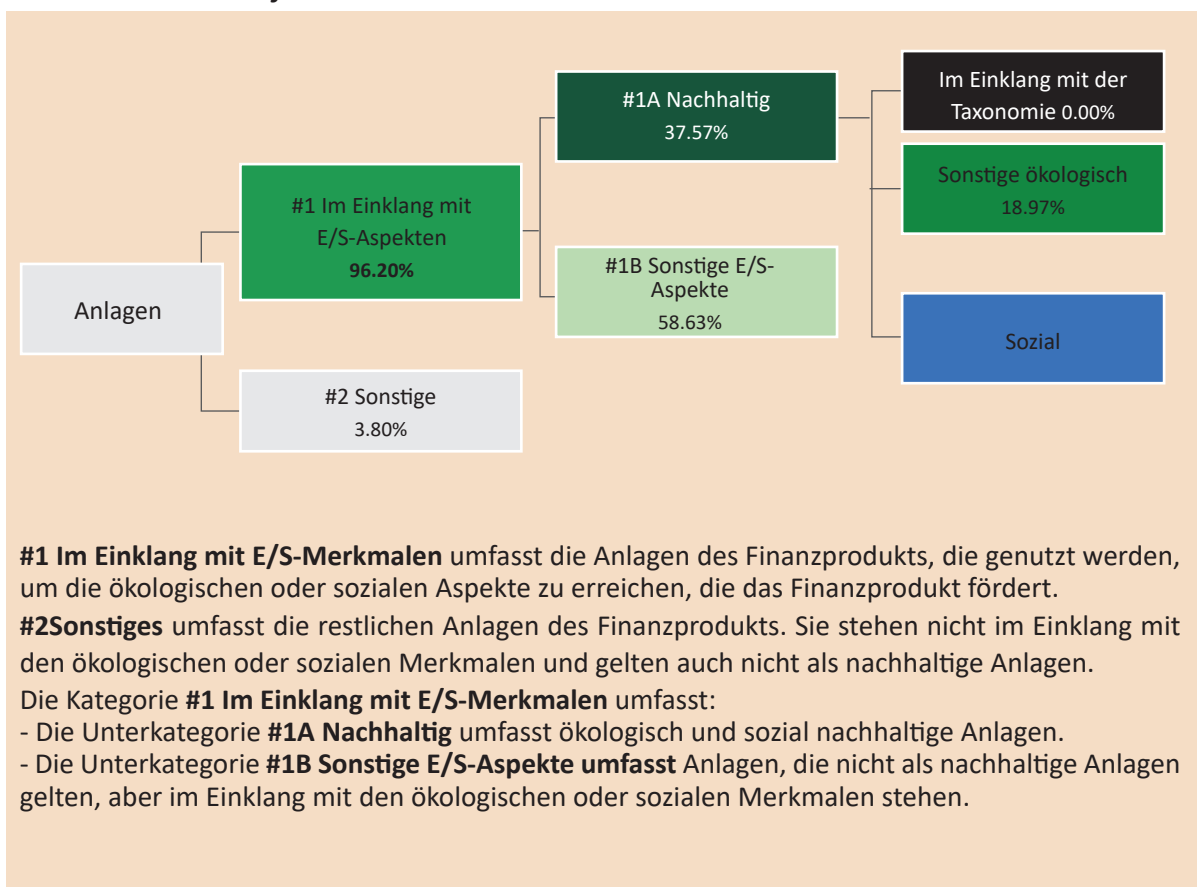 Im Einklang mit der
Taxonomie 0.00%
#1A Nachhaltig
37.57%
Sonstige ökologisch
18.97%
#1 Im Einklang mit
E/S-Aspekten
96.20%
#1B Sonstige E/S-
Aspekte
58.63%
Anlagen
Sozial
#2 Sonstige
3.80%
#1 Im Einklang mit E/S-Merkmalen umfasst die Anlagen des Finanzprodukts, die genutzt werden,
um die ökologischen oder sozialen Aspekte zu erreichen, die das Finanzprodukt fördert.
#2Sonstiges umfasst die restlichen Anlagen des Finanzprodukts. Sie stehen nicht im Einklang mit
den ökologischen oder sozialen Merkmalen und gelten auch nicht als nachhaltige Anlagen.
Die Kategorie #1 Im Einklang mit E/S-Merkmalen umfasst:
- Die Unterkategorie #1A Nachhaltig umfasst ökologisch und sozial nachhaltige Anlagen.
- Die Unterkategorie #1B Sonstige E/S-Aspekte umfasst Anlagen, die nicht als nachhaltige Anlagen
gelten, aber im Einklang mit den ökologischen oder sozialen Merkmalen stehen.